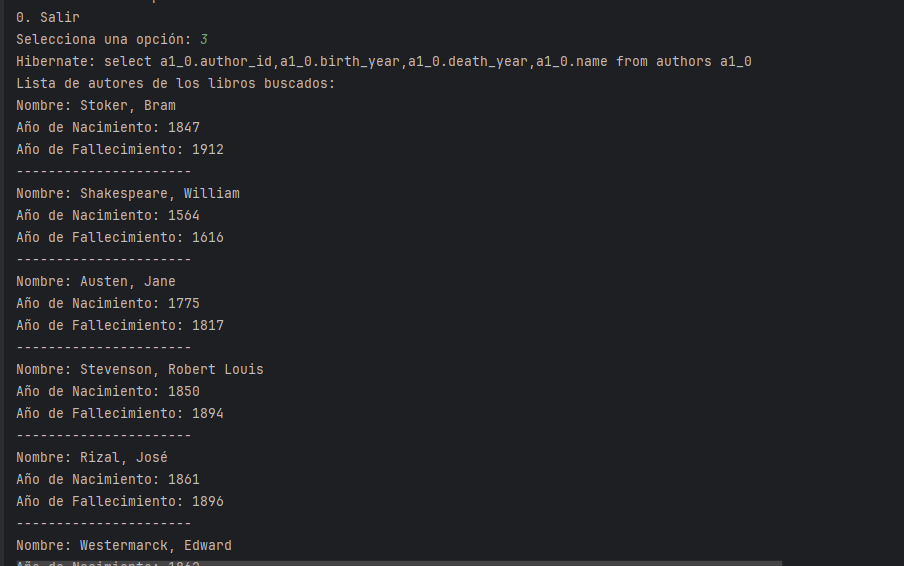 0. Salir
Selecciona una opción: 3
Hibernate: select a1_0.author_id,a1_0.birth_year,a1_0.death_year,a1_0.name from authors a1_0
Lista de autores de los libros buscados:
Nombre: Stoker, Bram
Año de Nacimiento: 1847
Año de Fallecimiento: 1912
----------------------
Nombre: Shakespeare, William
Año de Nacimiento: 1564
Año de Fallecimiento: 1616
----------------------
Nombre: Austen, Jane
Año de Nacimiento: 1775
Año de Fallecimiento: 1817
----------------------
Nombre: Stevenson, Robert Louis
Año de Nacimiento: 1850
Año de Fallecimiento: 1894
----------------------
Nombre: Rizal, José
Año de Nacimiento: 1861
Año de Fallecimiento: 1896
----------------------
Nombre: Westermarck, Edward
Año de Nacimiento: 1862